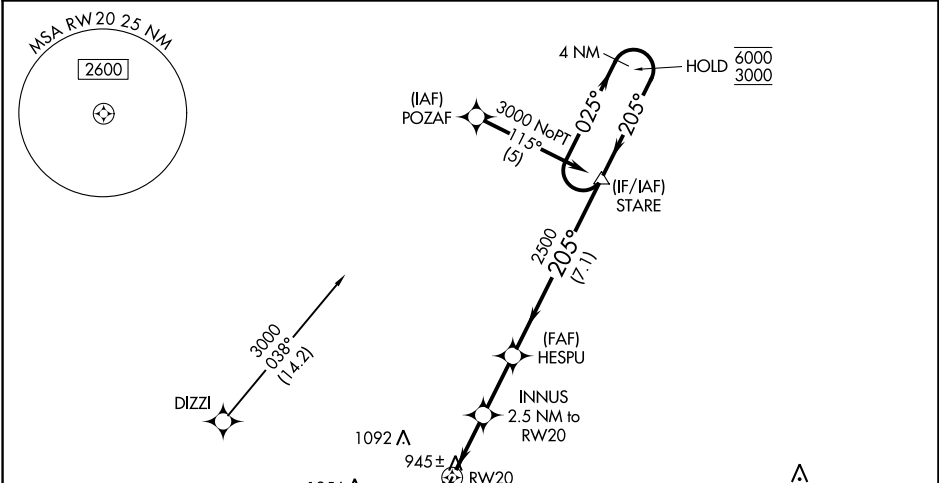 MSA RW20 25 NM
2600
(IAF)
POZAF
3000 NoPT
115°
(5)
4 NM
HOLD
6000
3000
025°
205°
(IF/IAF)
STARE
2500
205°
(7.1)
(FAF)
HESPU
3000
038°
(14.2)
DIZZI
INNUS
2.5 NM to
RW20
1092
945±
RW20